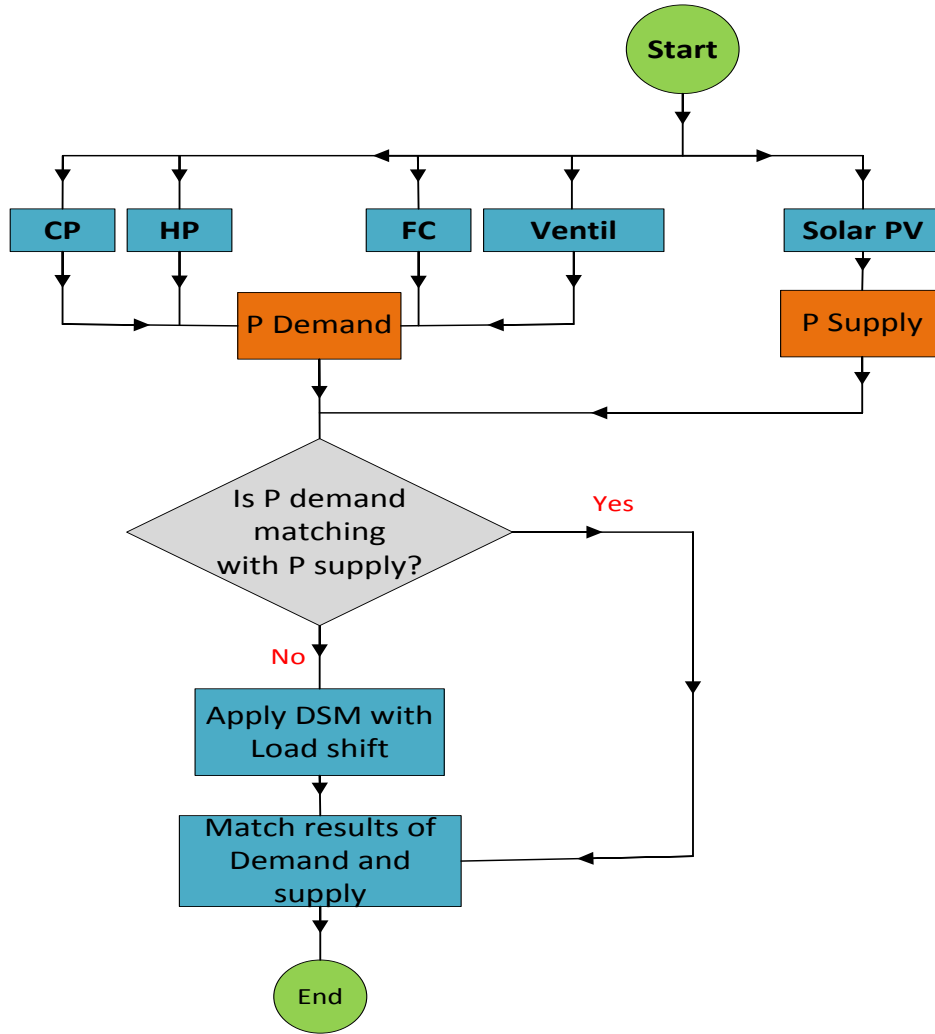 Start
CP
HP
FC
Ventil
Solar PV
P Demand
P Supply
Is P demand
matching
with P supply?
Yes
No
Apply DSM with
Load shift
Match results of
Demand and
supply
End